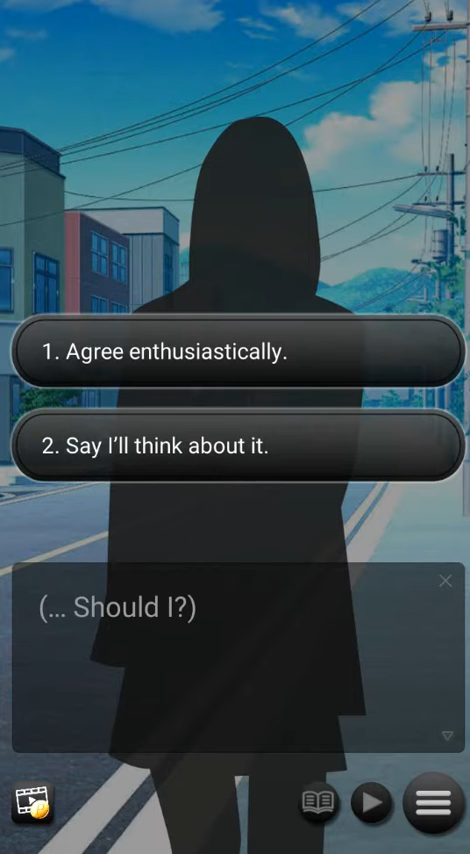 1. Agree enthusiastically.
2. Say I’ll think about it.
(... Should I?)